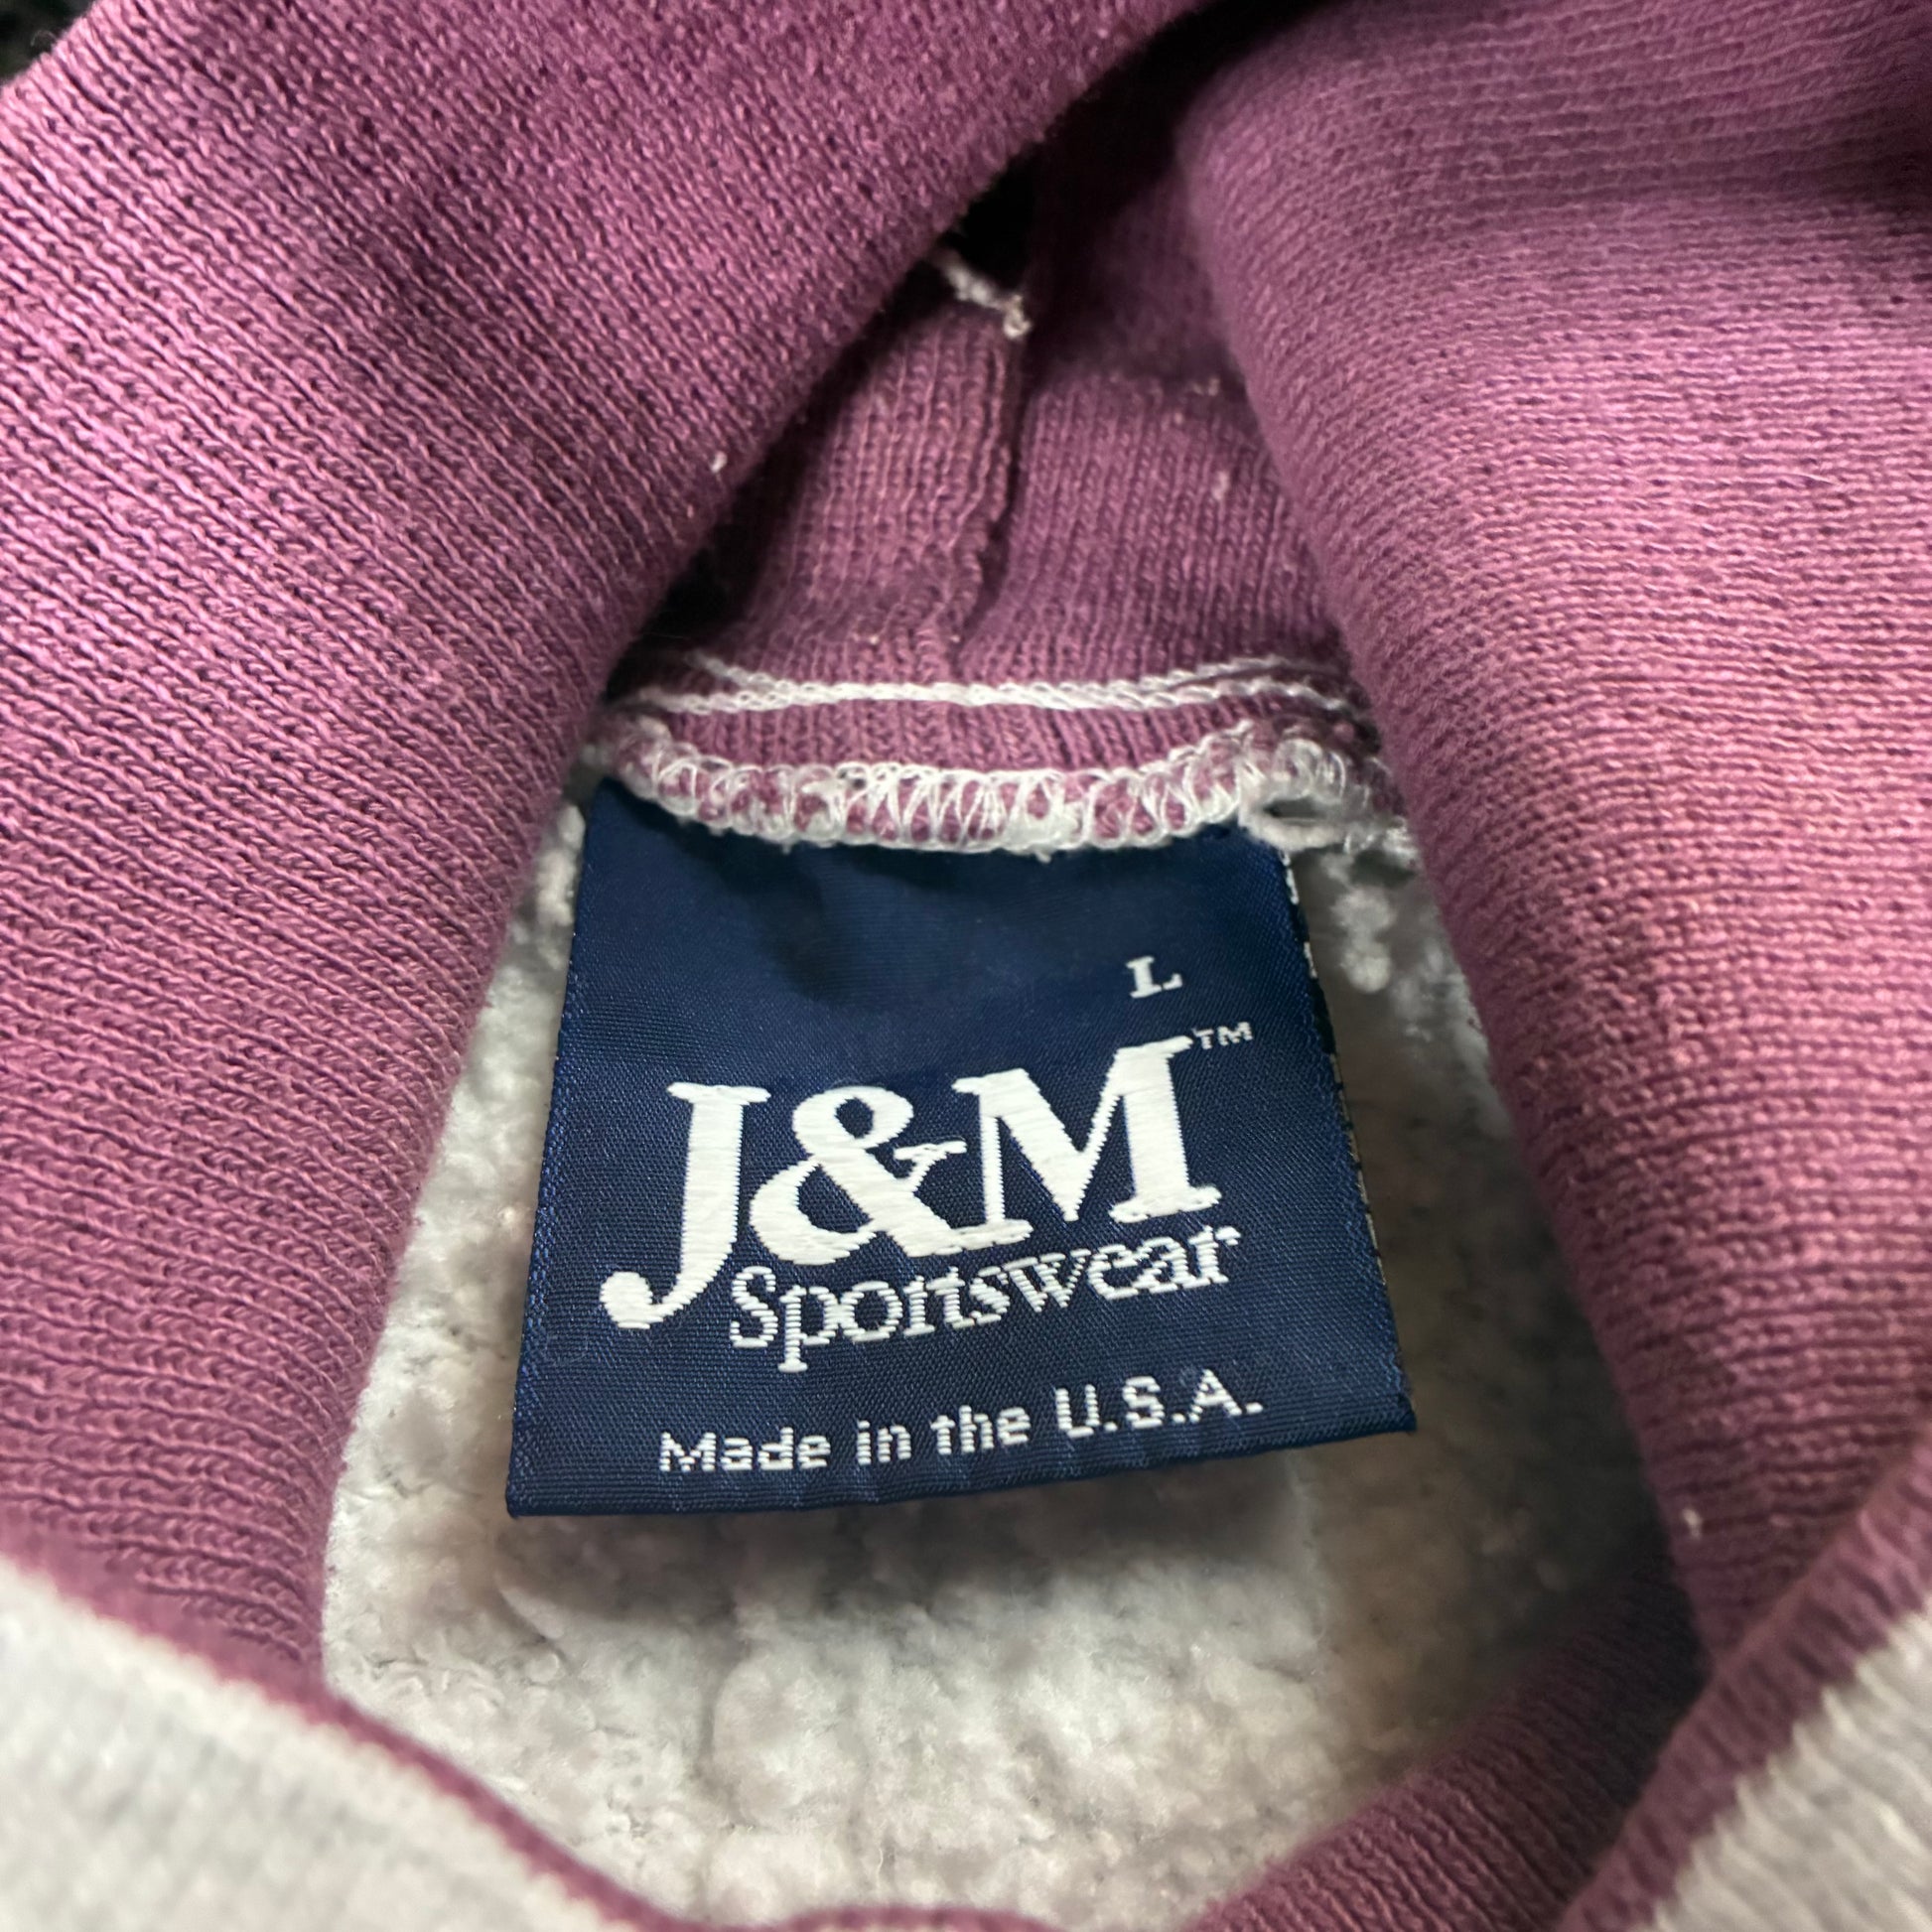 L
J&M™
Sportswear
Made in the U.S.A.